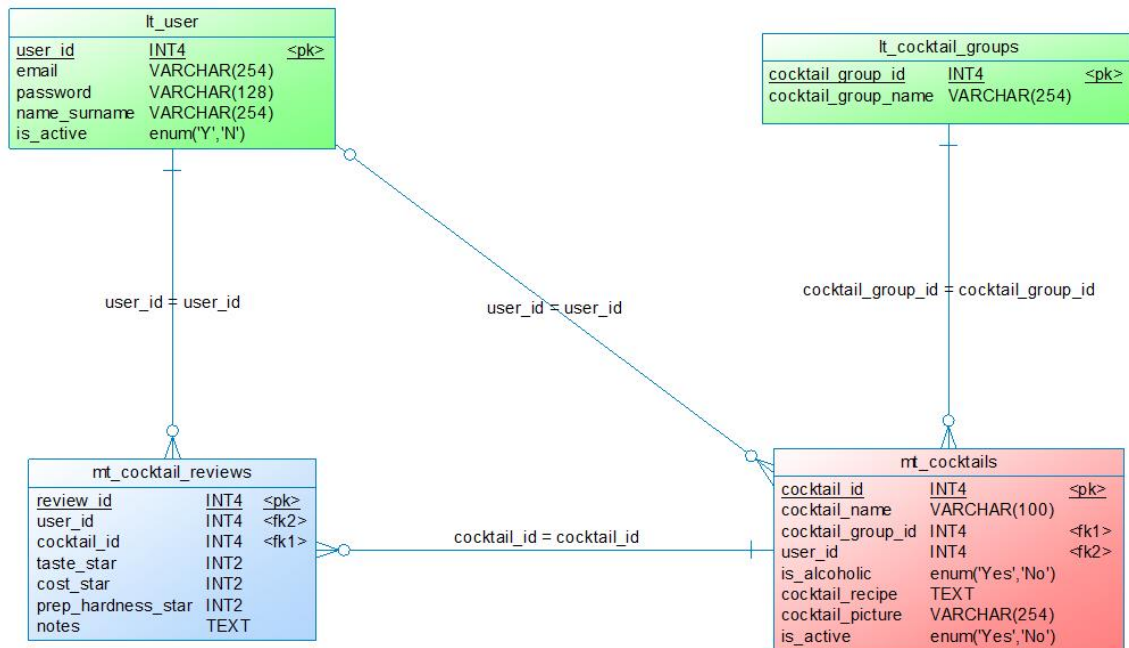 lt_user
user_id INT4 <pk>
email VARCHAR(254)
password VARCHAR(128)
name_surname VARCHAR(254)
is_active enum('Y','N')
lt_cocktail_groups
cocktail_group_id INT4 <pk>
cocktail_group_name VARCHAR(254)
user_id = user_id
user_id = user_id
cocktail_group_id = cocktail_group_id
mt_cocktail_reviews
review_id INT4 <pk>
user_id INT4 <fk2>
cocktail_id INT4 <fk1>
taste_star INT2
cost_star INT2
prep_hardness_star INT2
notes TEXT
cocktail_id = cocktail_id
mt_cocktails
cocktail_id INT4 <pk>
cocktail_name VARCHAR(100)
cocktail_group_id INT4 <fk1>
user_id INT4 <fk2>
is_alcoholic enum('Yes','No')
cocktail_recipe TEXT
cocktail_picture VARCHAR(254)
is_active enum('Yes','No')